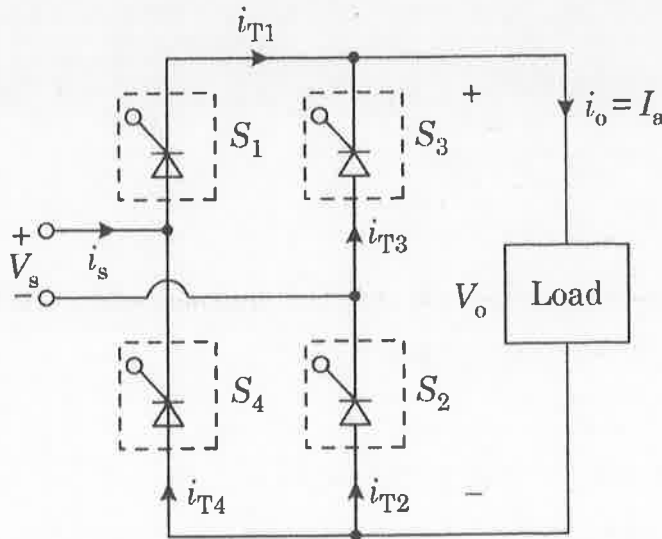 i_T1
+
i_o = I_a
S_1
S_3
+
i_s
i_T3
V_s
−
V_o
Load
S_4
S_2
i_T4
i_T2
−